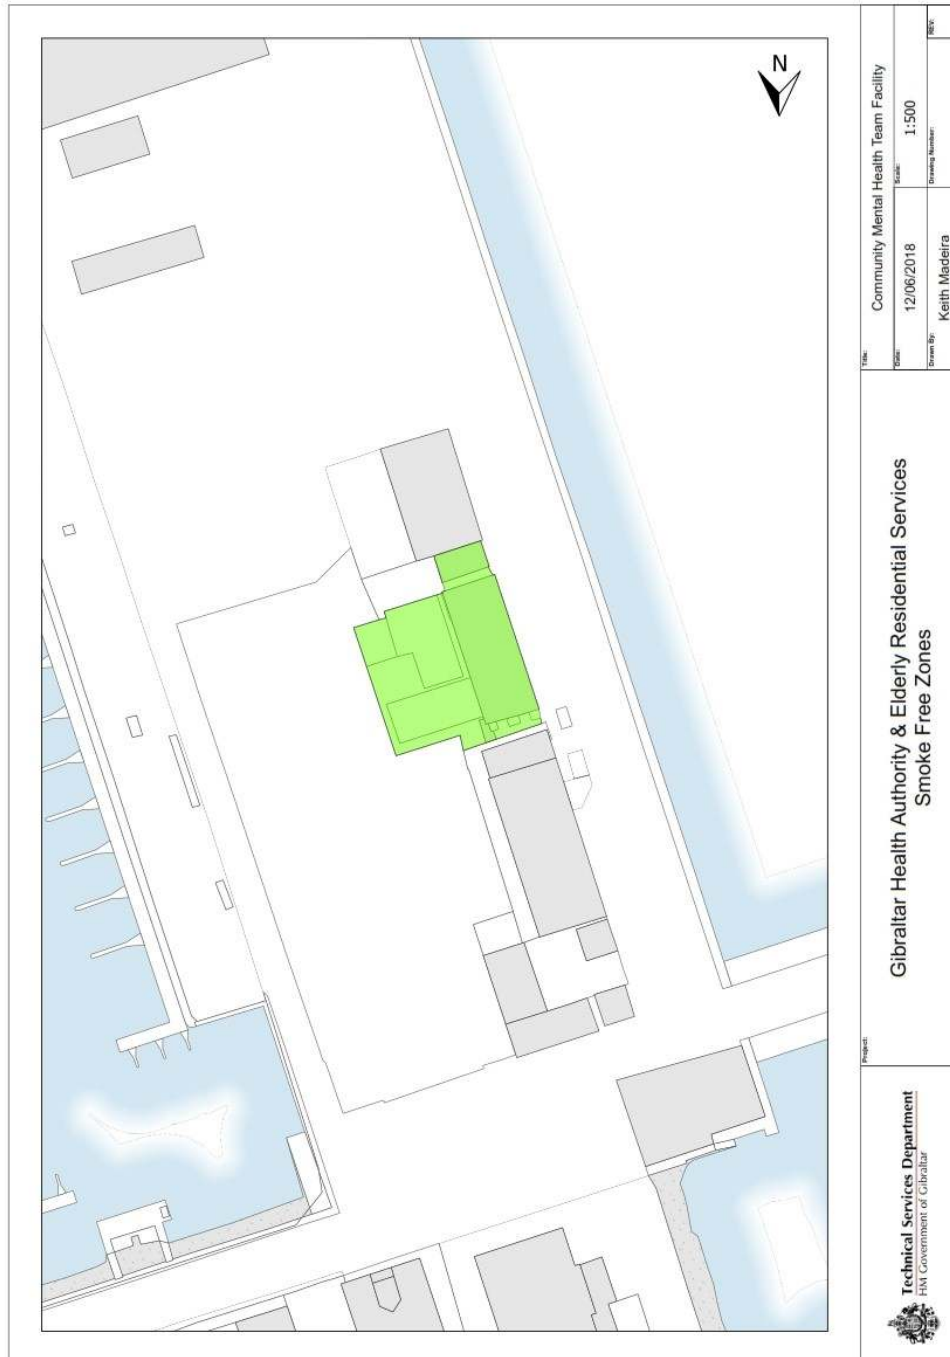 N
Technical Services Department
HM Government of Gibraltar
Project:
Gibraltar Health Authority & Elderly Residential Services
Smoke Free Zones
Title:
Community Mental Health Team Facility
Date:
12/06/2018
Scale:
1:500
Drawn By:
Keith Madeira
Drawing Number:
REV: